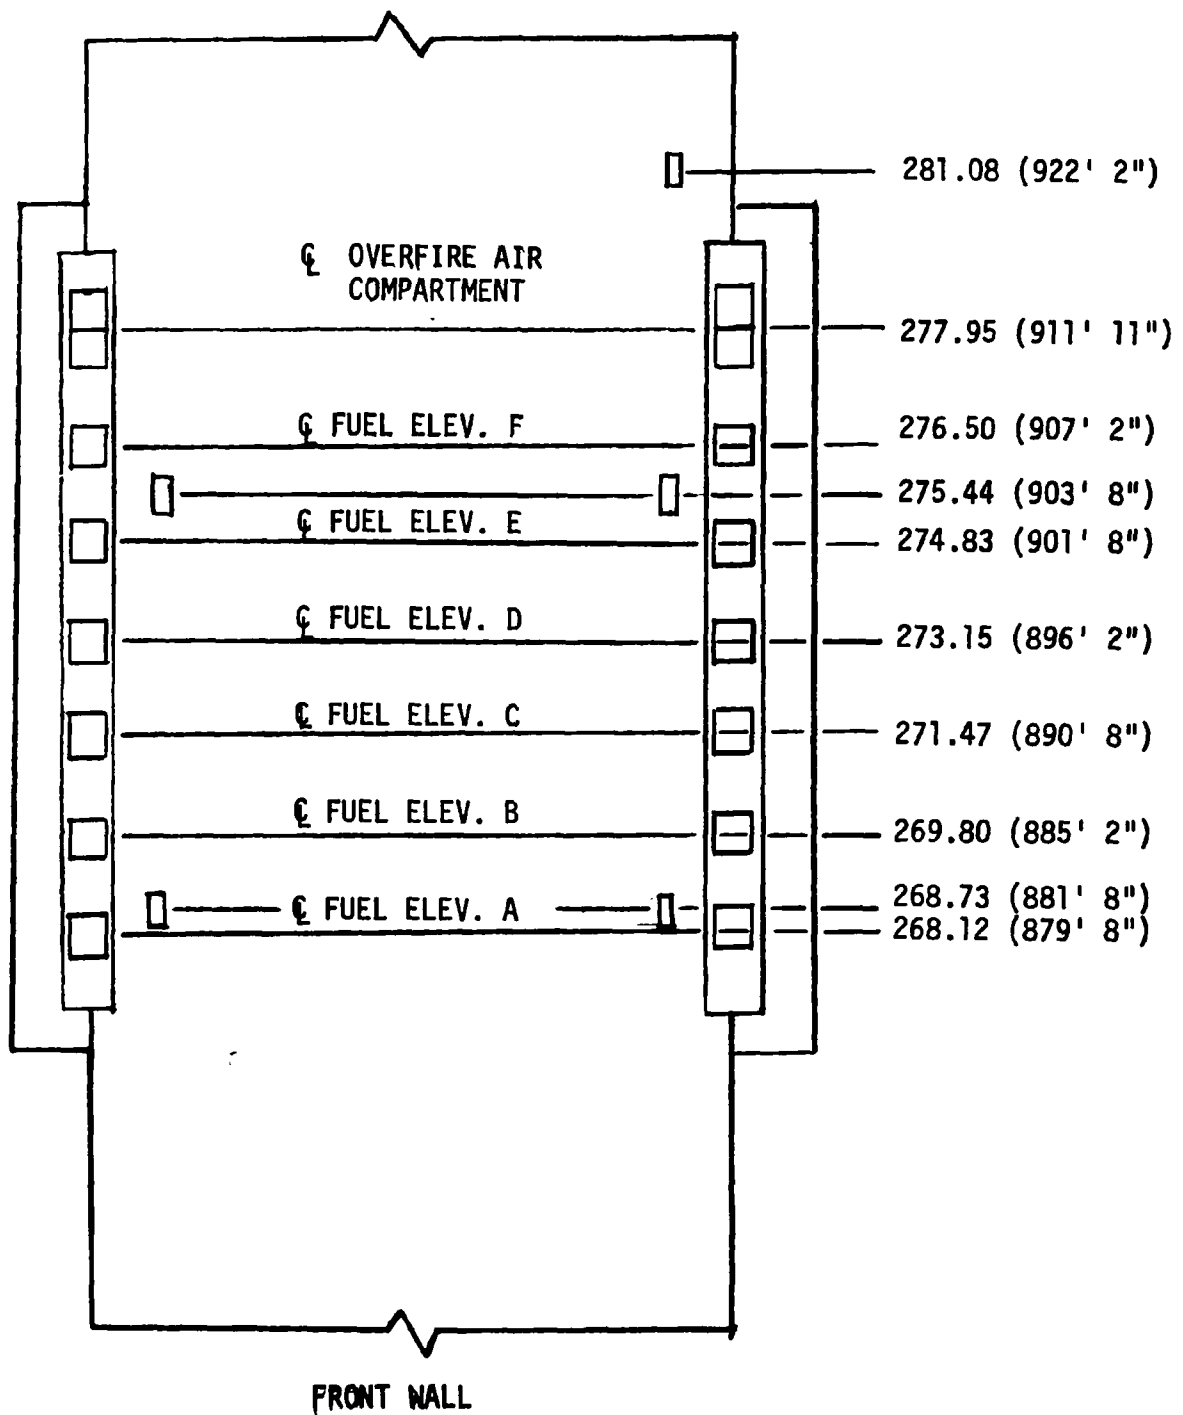 281.08 (922' 2")
℄ OVERFIRE AIR
COMPARTMENT
277.95 (911' 11")
℄ FUEL ELEV. F
276.50 (907' 2")
275.44 (903' 8")
℄ FUEL ELEV. E
274.83 (901' 8")
℄ FUEL ELEV. D
273.15 (896' 2")
℄ FUEL ELEV. C
271.47 (890' 8")
℄ FUEL ELEV. B
269.80 (885' 2")
℄ FUEL ELEV. A
268.73 (881' 8")
268.12 (879' 8")
FRONT WALL